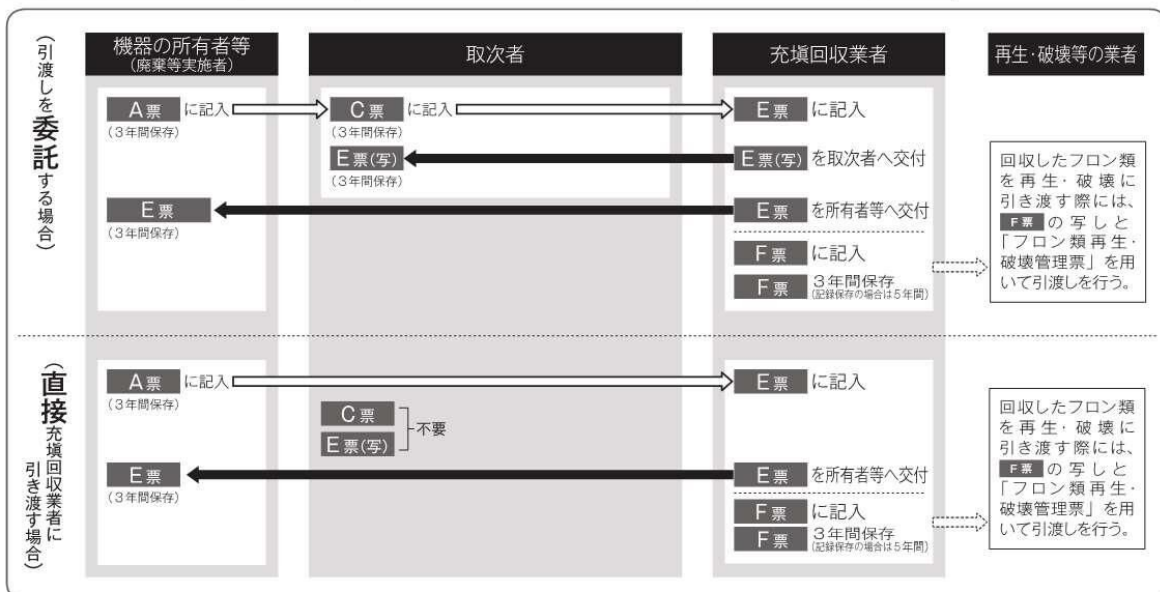 機器の所有者等
(廃棄等実施者)
取次者
充塡回収業者
再生・破壊等の業者
(引渡しを委託する場合)
A票 に記入
(3年間保存)
C票 に記入
(3年間保存)
E票 に記入
E票(写)
(3年間保存)
E票(写) を取次者へ交付
E票
(3年間保存)
E票 を所有者等へ交付
F票 に記入
F票 3年間保存
(記録保存の場合は5年間)
回収したフロン類
を再生・破壊に
引き渡す際には、
F票 の写しと
「フロン類再生・
破壊管理票」を用
いて引渡しを行う。
(直接充塡回収業者に
引き渡す場合)
A票 に記入
(3年間保存)
E票 に記入
C票
E票(写)
不要
E票
(3年間保存)
E票 を所有者等へ交付
F票 に記入
F票 3年間保存
(記録保存の場合は5年間)
回収したフロン類
を再生・破壊に
引き渡す際には、
F票 の写しと
「フロン類再生・
破壊管理票」を用
いて引渡しを行う。